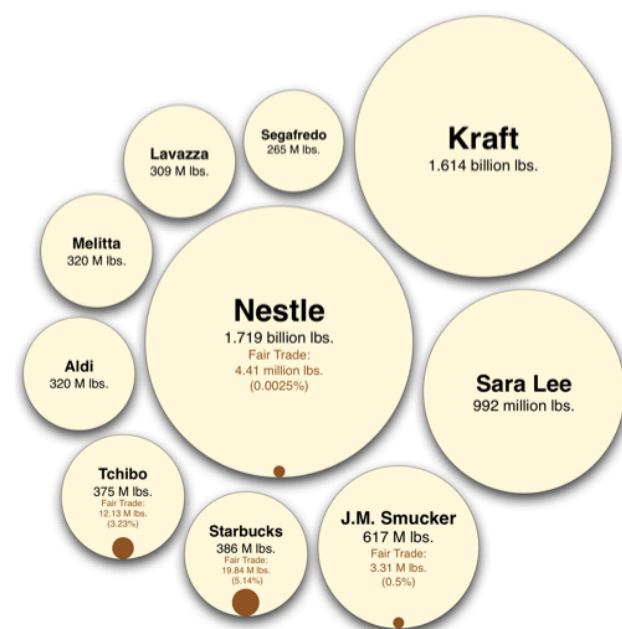 Kraft
1.614 billion lbs.
Segafredo
265 M lbs.
Lavazza
309 M lbs.
Melitta
320 M lbs.
Nestle
1.719 billion lbs.
Fair Trade:
4.41 million lbs.
(0.0025%)
Aldi
320 M lbs.
Sara Lee
992 million lbs.
Tchibo
375 M lbs.
Fair Trade:
12.13 M lbs.
(3.23%)
Starbucks
386 M lbs.
Fair Trade:
19.84 M lbs.
(5.14%)
J.M. Smucker
617 M lbs.
Fair Trade:
3.31 M lbs.
(0.5%)